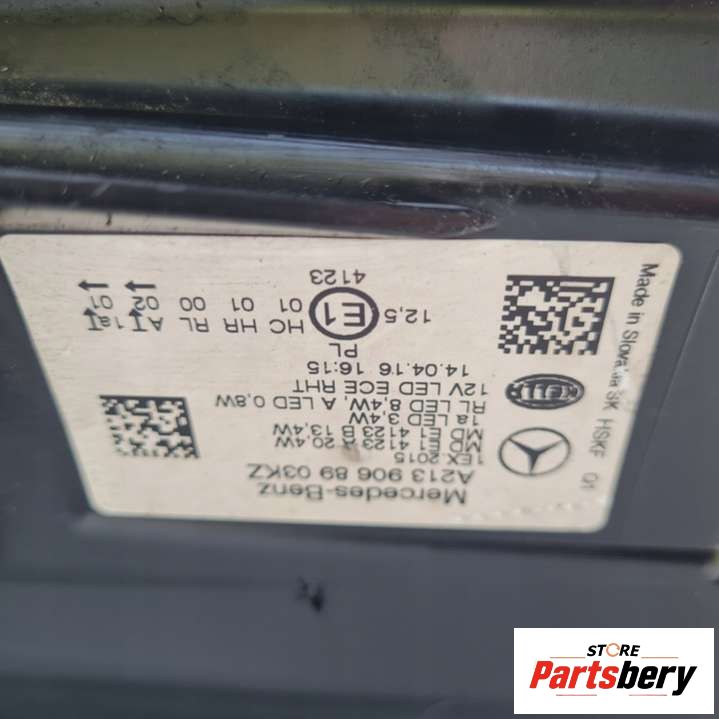 Mercedes-Benz
A213 906 89 03KZ
1EX 2015
MD E1 4123 A 20,4W
MD E1 4123 B 13,4W
1a LED 3,4W
RL LED 8,4W, A LED 0,8W
12V LED ECE RHT
14.04.16 16:15
PL
HC HR RL A 1a
E1
12,5
01 01 00 02 01
4123
Made in Slovakia SK HSKF Q1
HELLA
STORE
Partsbery